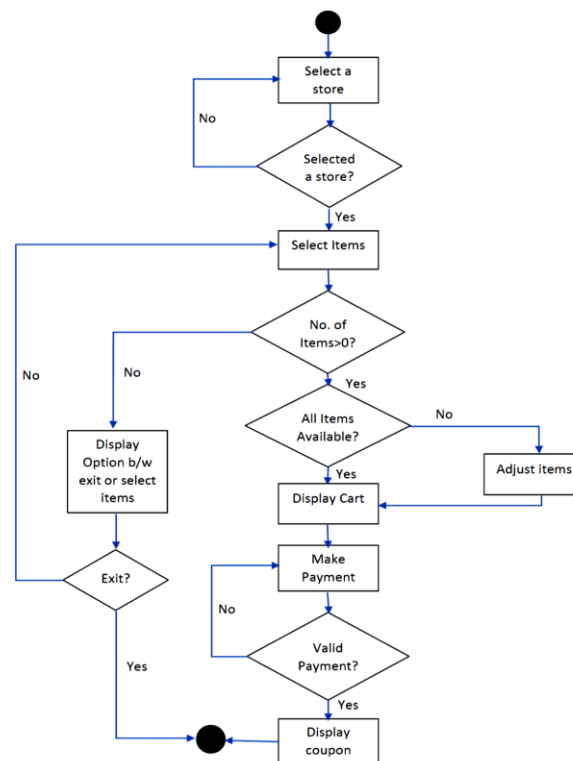 Select a
store
No
Selected
a store?
Yes
Select Items
No. of
Items>0?
No
No
Yes
All Items
Available?
No
Display
Option b/w
exit or select
items
Yes
Adjust items
Display Cart
Make
Payment
Exit?
No
Valid
Payment?
Yes
Yes
Display
coupon